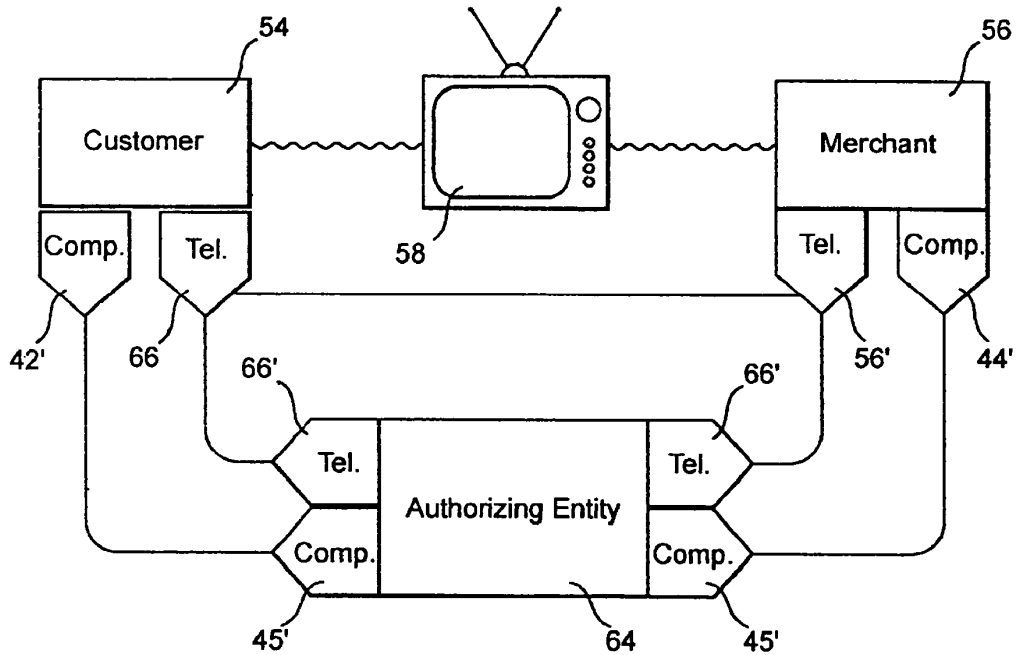 54
56
Customer
Merchant
58
Comp.
Tel.
Tel.
Comp.
42'
66
56'
44'
66'
66'
Tel.
Tel.
Authorizing Entity
Comp.
Comp.
45'
64
45'